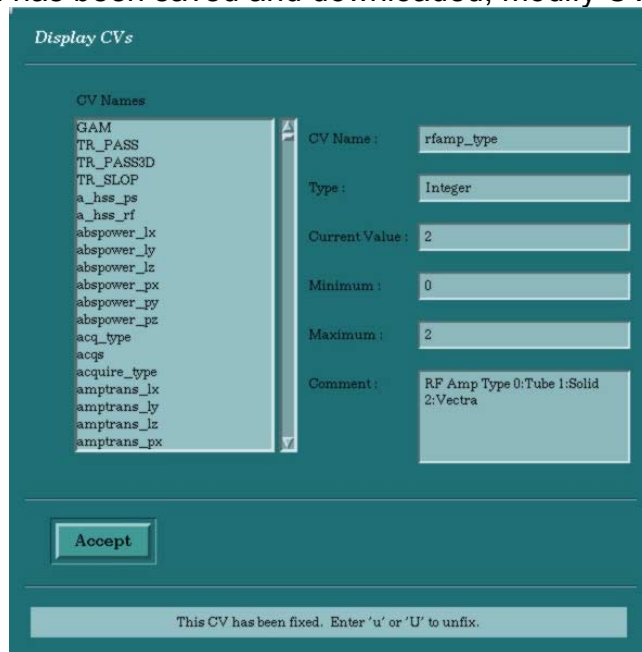 has been saved and downloaded, modify CV
Display CVs
CV Names
GAM
TR_PASS
TR_PASS3D
TR_SLOP
a_hss_ps
a_hss_rf
abspower_lx
abspower_ly
abspower_lz
abspower_px
abspower_py
abspower_pz
acq_type
acqs
acquire_type
amptrans_lx
amptrans_ly
amptrans_lz
amptrans_px
CV Name : rfamp_type
Type : Integer
Current Value : 2
Minimum : 0
Maximum : 2
Comment : RF Amp Type 0:Tube 1:Solid
2:Vectra
Accept
This CV has been fixed. Enter 'u' or 'U' to unfix.